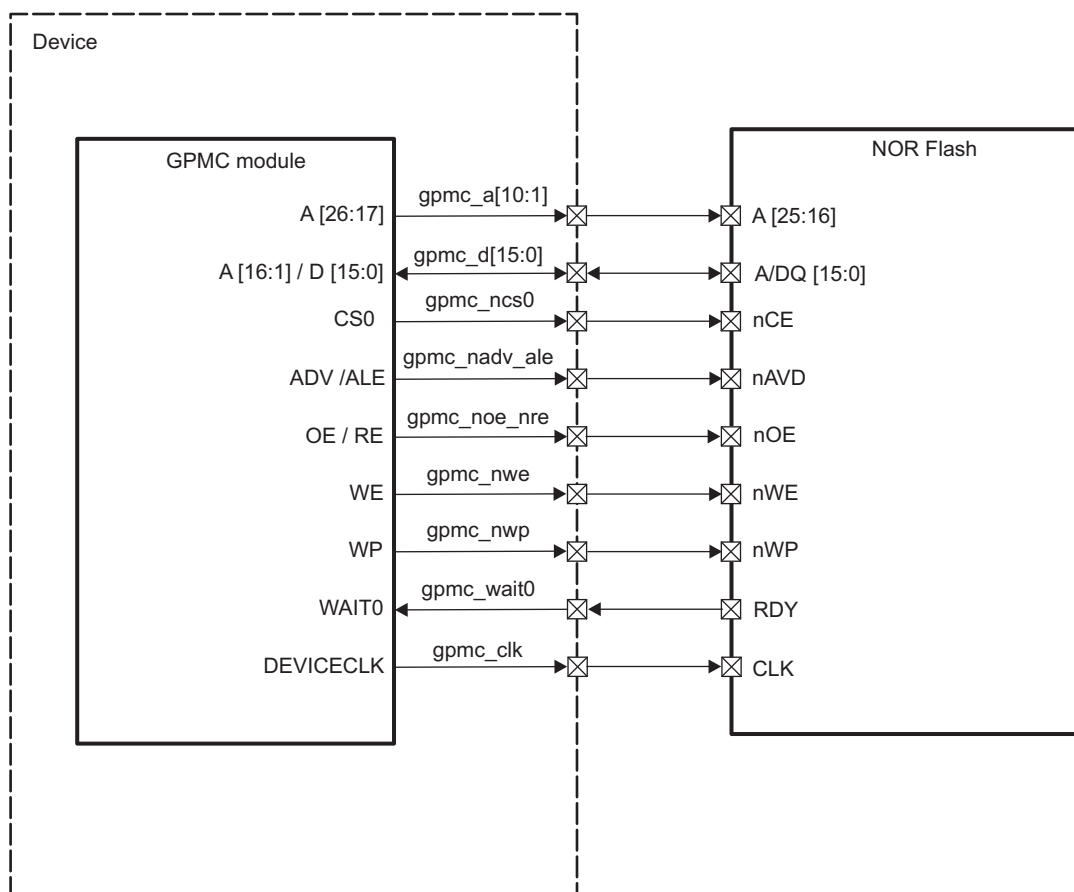 Device
GPMC module
NOR Flash
A [26:17] gpmc_a[10:1] A [25:16]
A [16:1] / D [15:0] gpmc_d[15:0] A/DQ [15:0]
CS0 gpmc_ncs0 nCE
ADV /ALE gpmc_nadv_ale nAVD
OE / RE gpmc_noe_nre nOE
WE gpmc_nwe nWE
WP gpmc_nwp nWP
WAIT0 gpmc_wait0 RDY
DEVICECLK gpmc_clk CLK